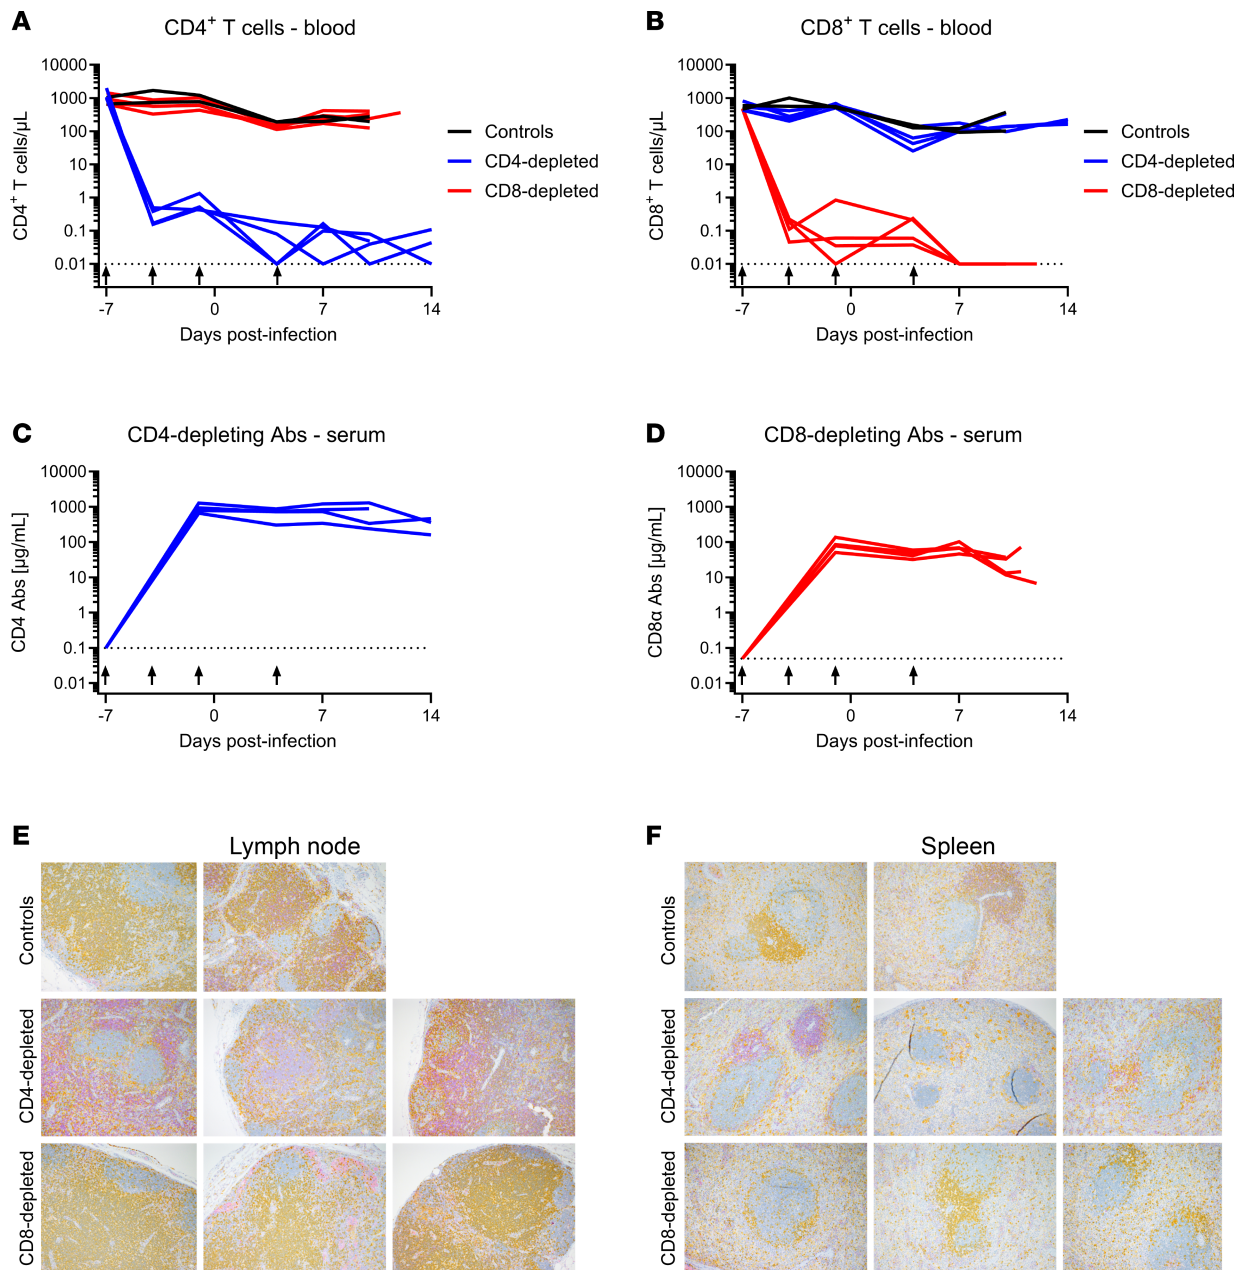 A
CD4⁺ T cells - blood
CD4⁺ T cells/µL
10000
1000
100
10
1
0.1
0.01
-7
0
7
14
Days post-infection
Controls
CD4-depleted
CD8-depleted
B
CD8⁺ T cells - blood
CD8⁺ T cells/µL
10000
1000
100
10
1
0.1
0.01
-7
0
7
14
Days post-infection
Controls
CD4-depleted
CD8-depleted
C
CD4-depleting Abs - serum
CD4 Abs [µg/mL]
10000
1000
100
10
1
0.1
0.01
-7
0
7
14
Days post-infection
D
CD8-depleting Abs - serum
CD8α Abs [µg/mL]
10000
1000
100
10
1
0.1
0.01
-7
0
7
14
Days post-infection
E
Lymph node
Controls
CD4-depleted
CD8-depleted
F
Spleen
Controls
CD4-depleted
CD8-depleted